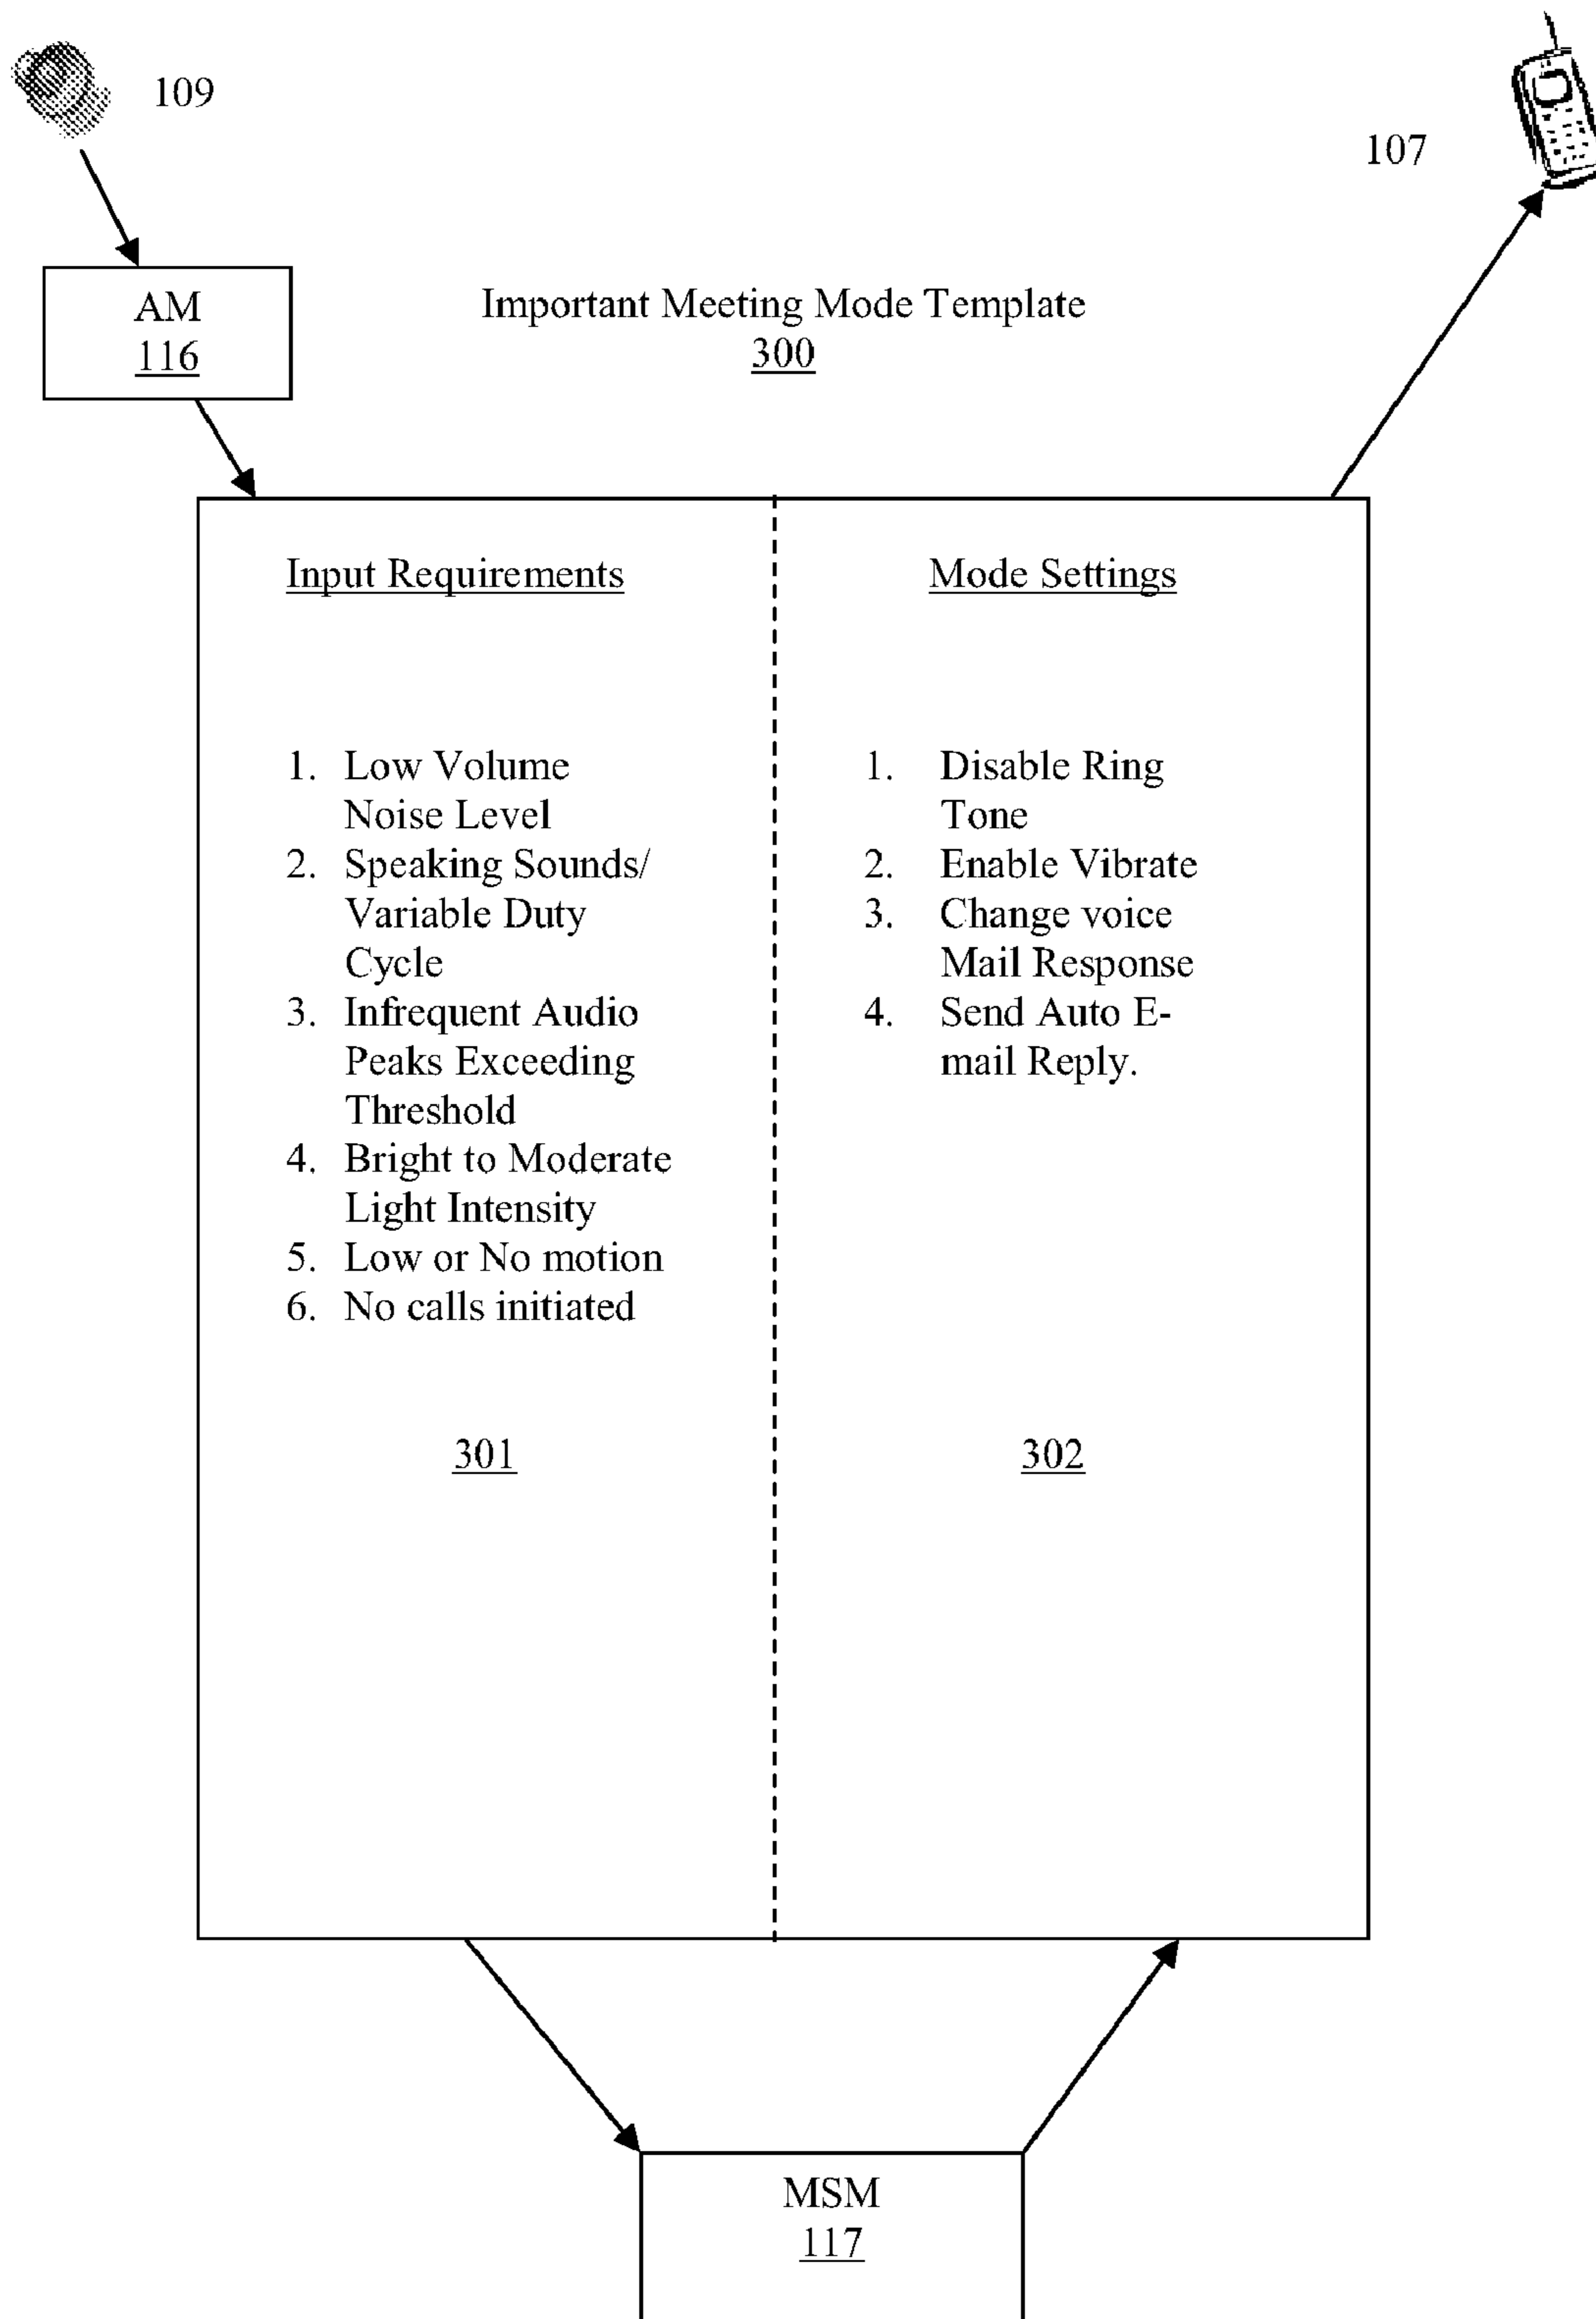 109
107
AM
116
Important Meeting Mode Template
300
Input Requirements
1. Low Volume
Noise Level
2. Speaking Sounds/
Variable Duty
Cycle
3. Infrequent Audio
Peaks Exceeding
Threshold
4. Bright to Moderate
Light Intensity
5. Low or No motion
6. No calls initiated
301
Mode Settings
1. Disable Ring
Tone
2. Enable Vibrate
3. Change voice
Mail Response
4. Send Auto E-
mail Reply.
302
MSM
117